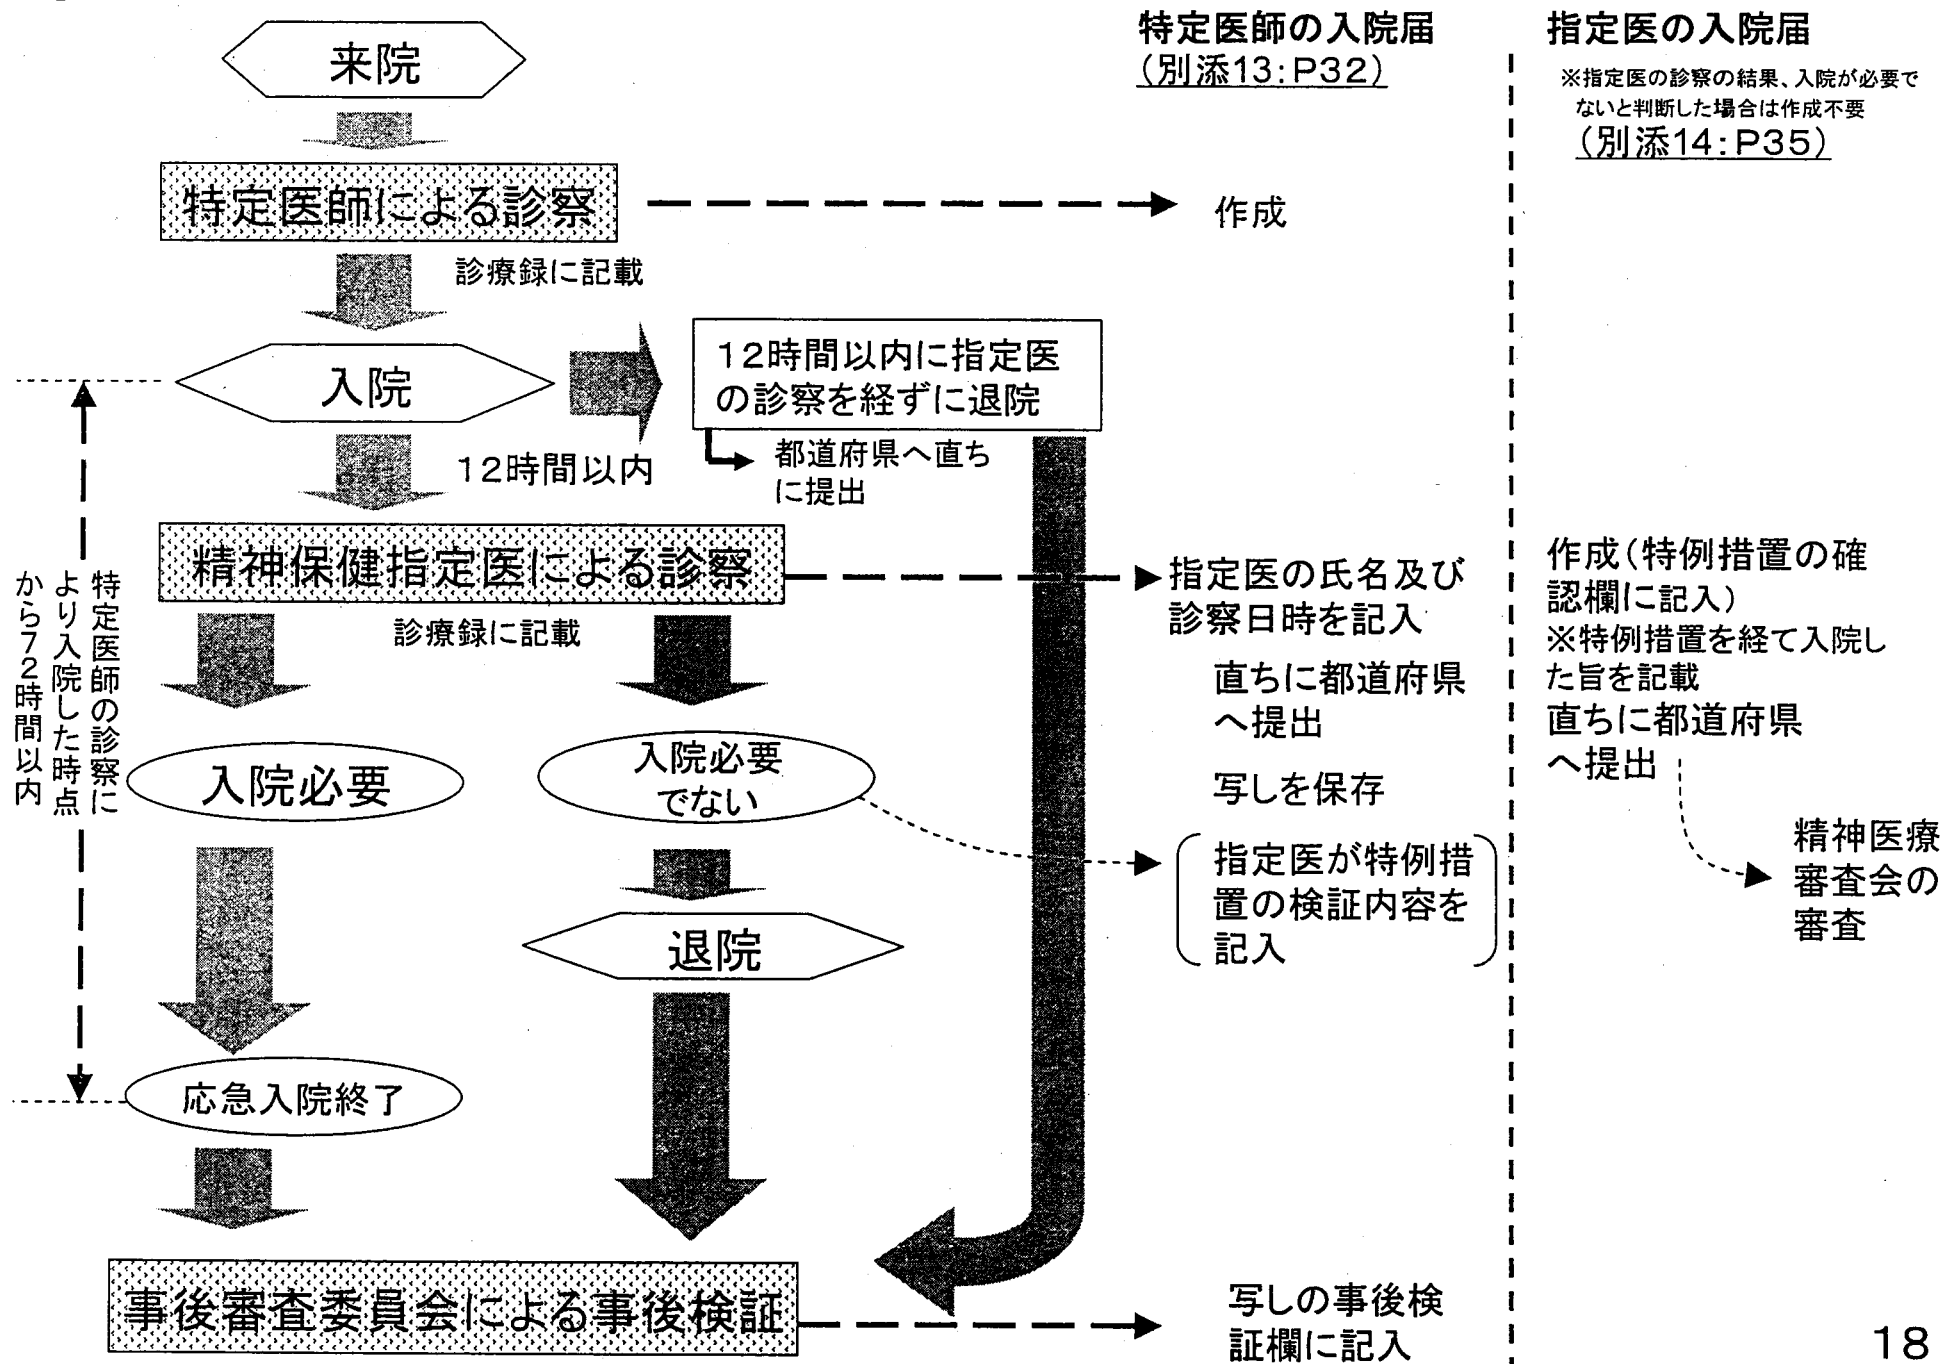 特定医師の入院届
(別添13:P32)
指定医の入院届
※指定医の診察の結果、入院が必要で
ないと判断した場合は作成不要
(別添14:P35)
来院
特定医師による診察
作成
診療録に記載
入院
12時間以内に指定医
の診察を経ずに退院
都道府県へ直ち
に提出
12時間以内
精神保健指定医による診察
診療録に記載
指定医の氏名及び
診察日時を記入
直ちに都道府県
へ提出
写しを保存
作成(特例措置の確
認欄に記入)
※特例措置を経て入院し
た旨を記載
直ちに都道府県
へ提出
特定医師の診察に
より入院した時点
から72時間以内
入院必要
入院必要
でない
指定医が特例措
置の検証内容を
記入
精神医療
審査会の
審査
退院
応急入院終了
事後審査委員会による事後検証
写しの事後検
証欄に記入
18